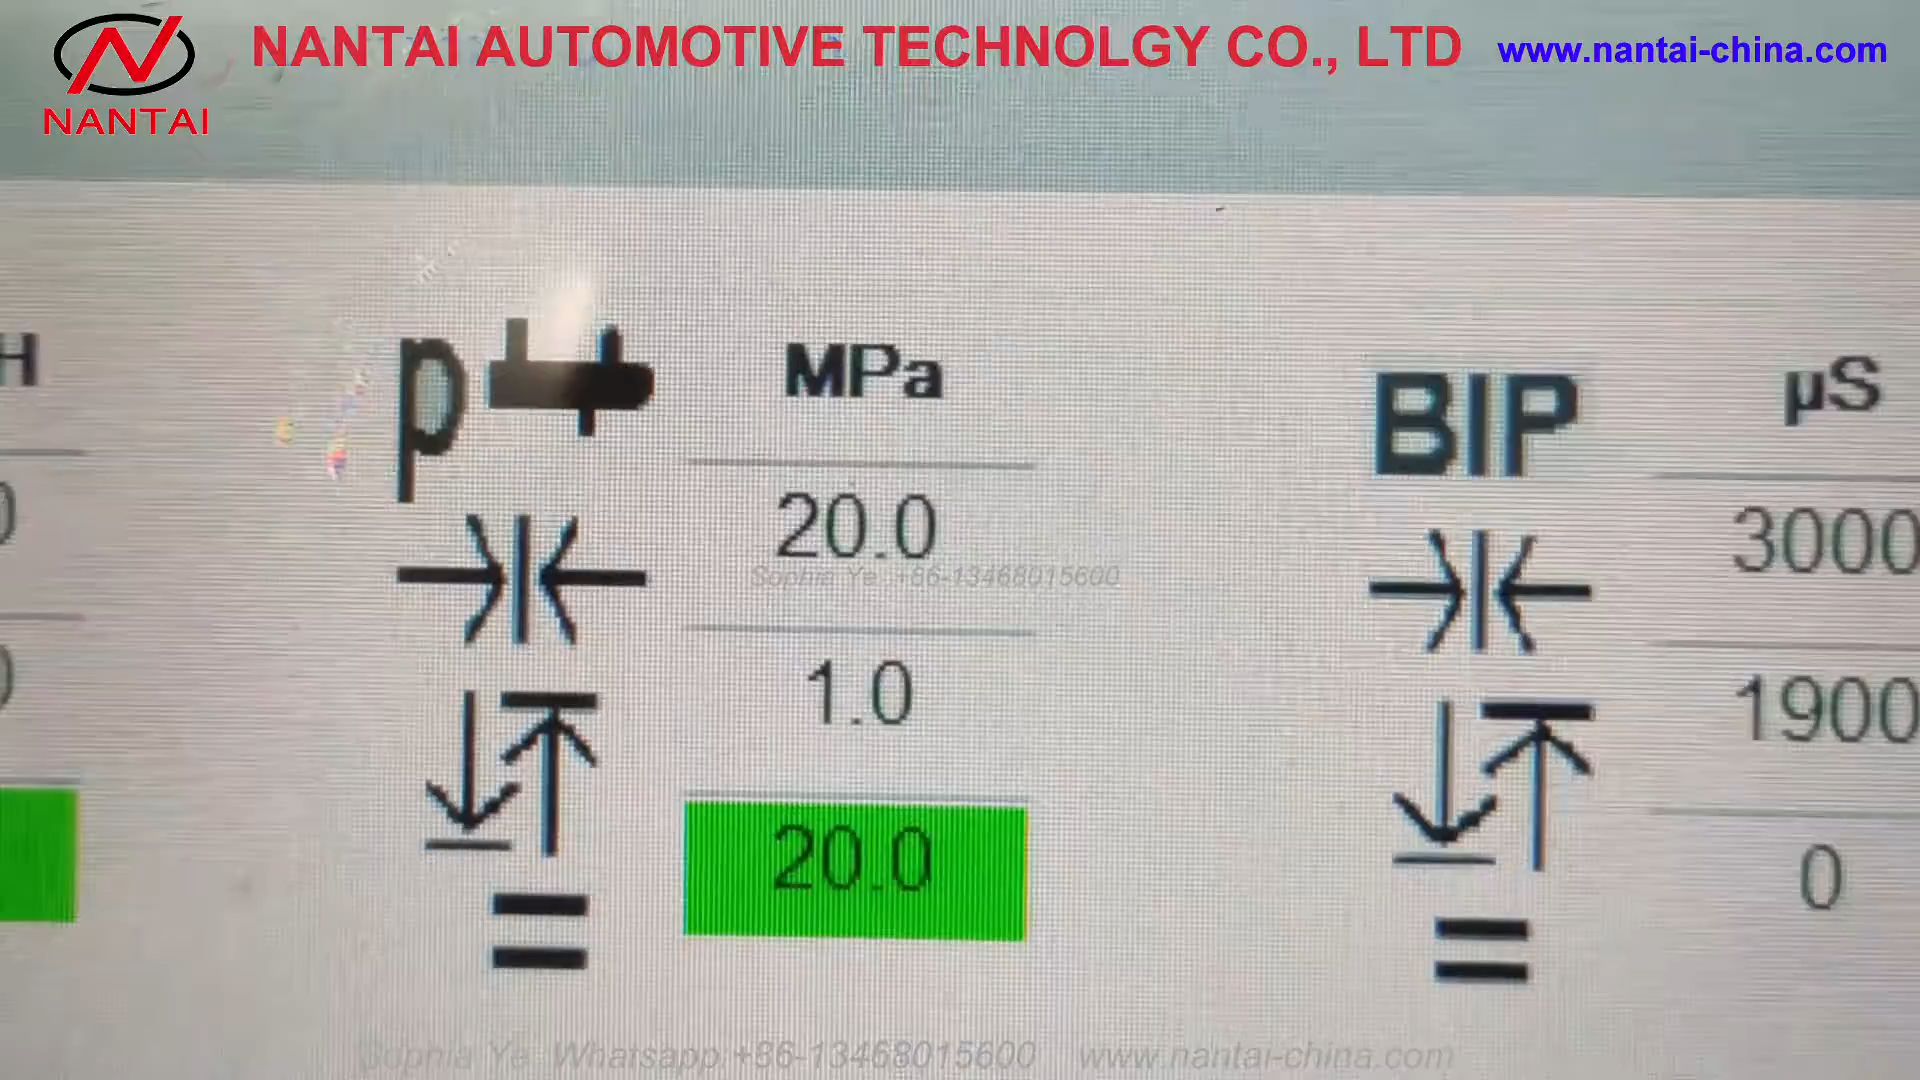 NANTAI AUTOMOTIVE TECHNOLGY CO., LTD www.nantai-china.com
NANTAI
H
p MPa
BIP µS
20.0
3000
Sophia Ye +86-13468015600
1.0
1900
20.0
0
Sophia Ye Whatsapp:+86-13468015600 www.nantai-china.com